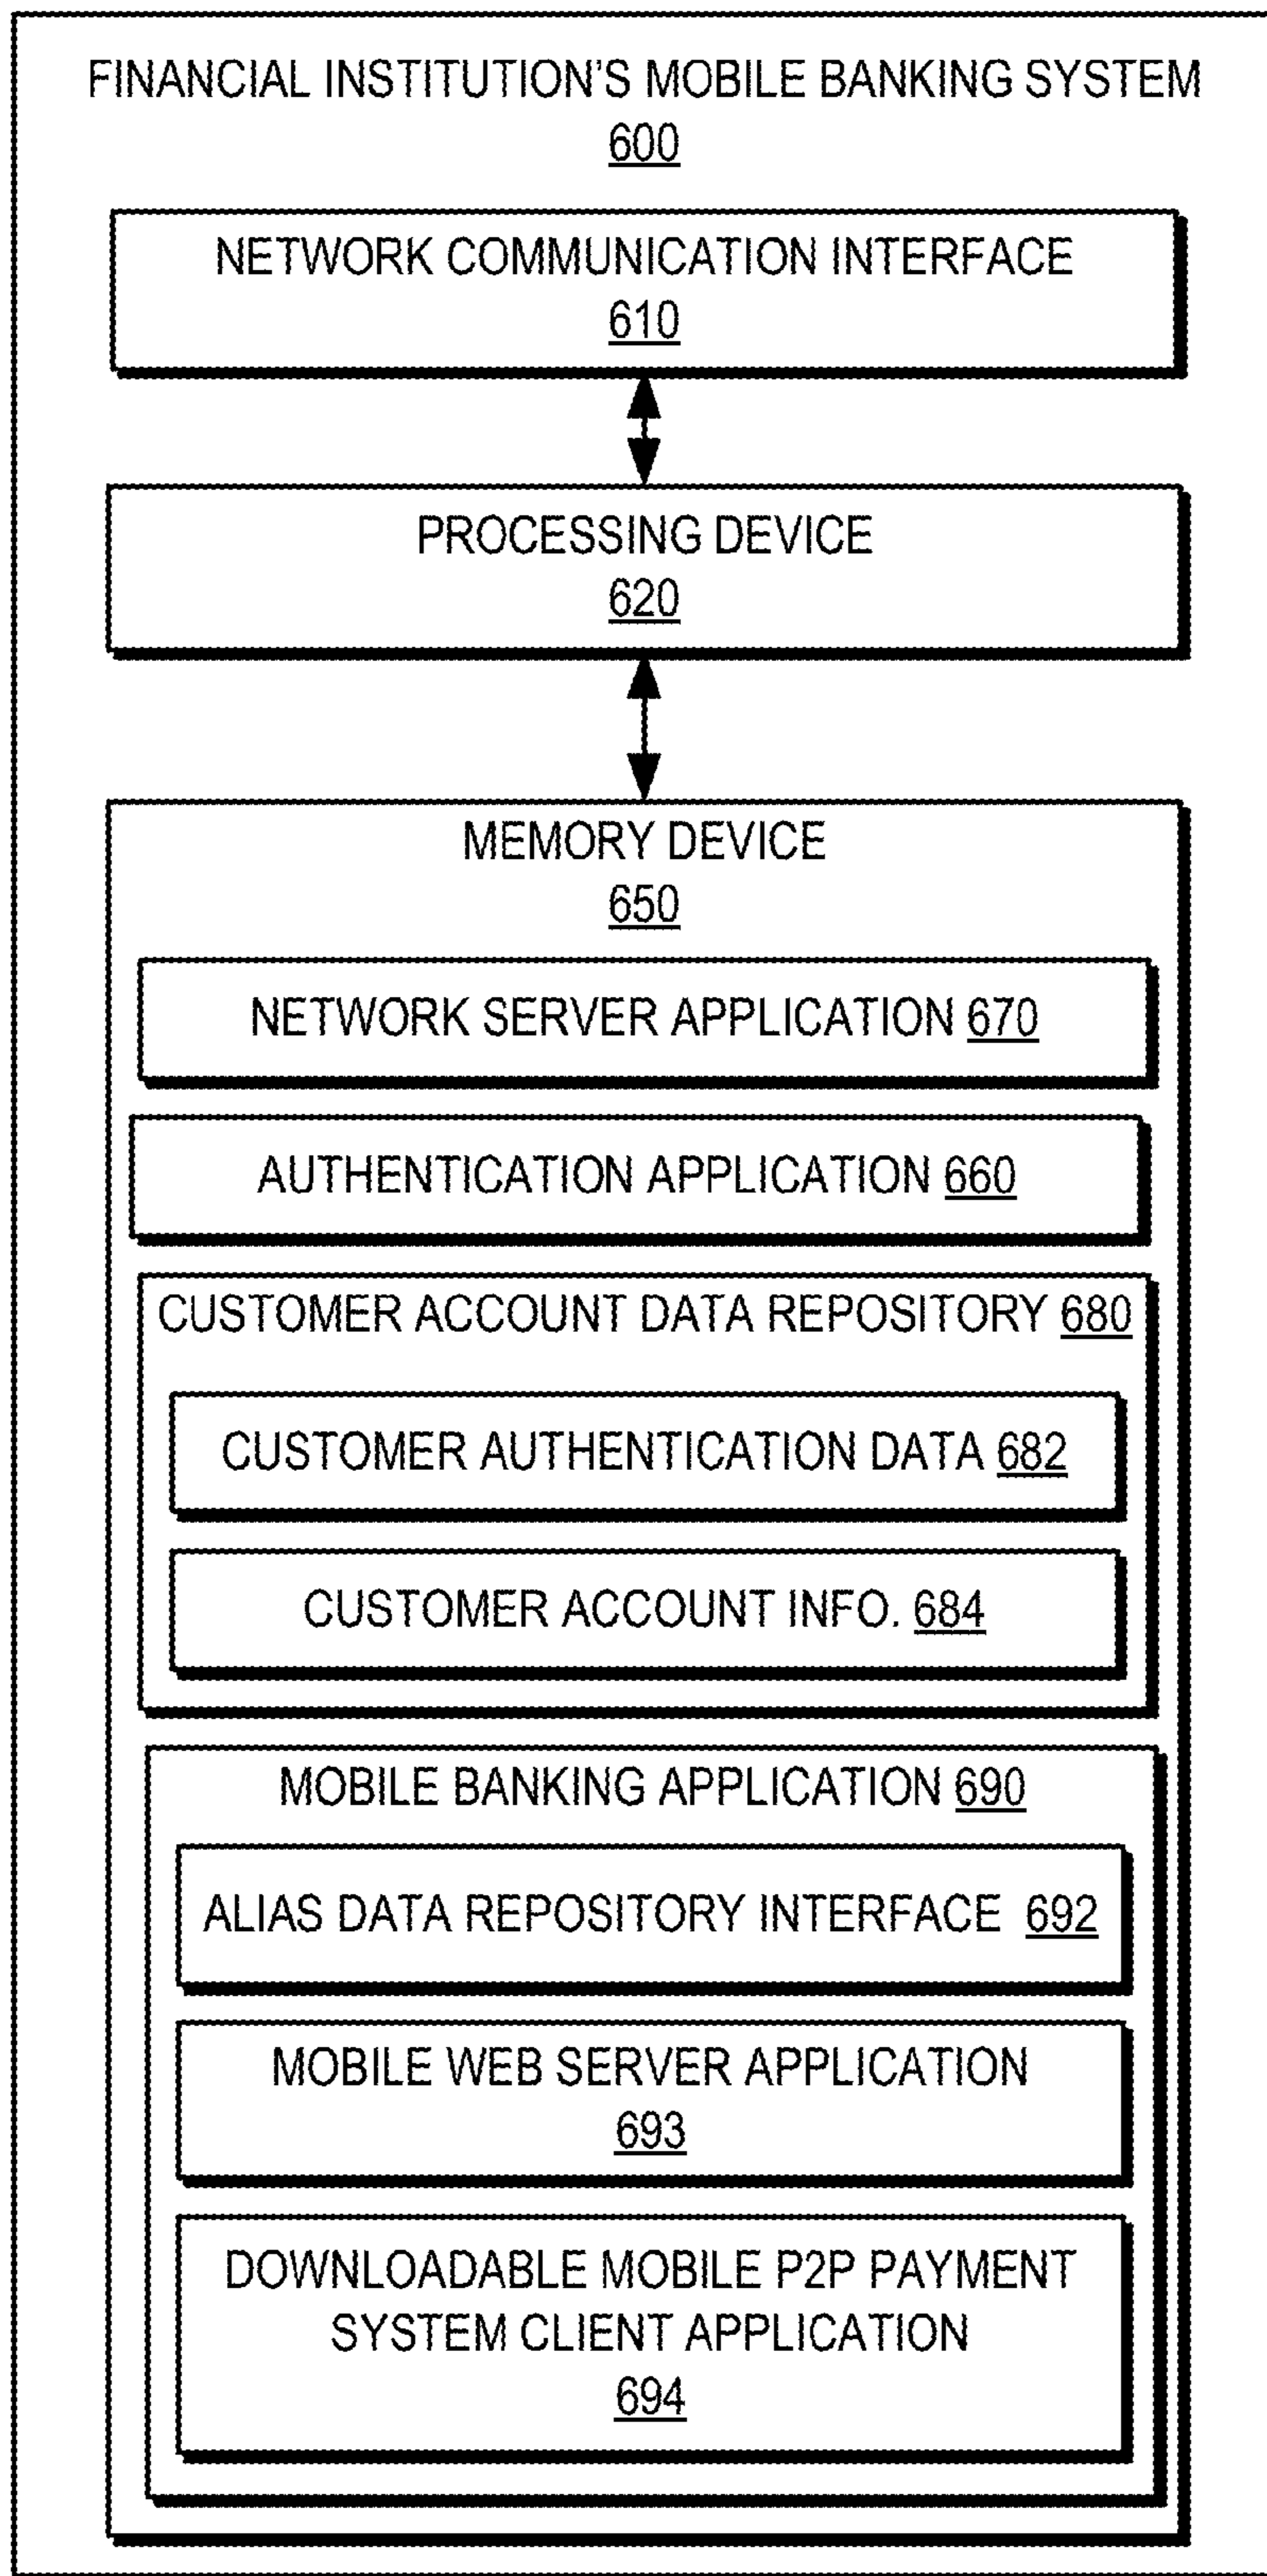 FINANCIAL INSTITUTION'S MOBILE BANKING SYSTEM
600
NETWORK COMMUNICATION INTERFACE
610
PROCESSING DEVICE
620
MEMORY DEVICE
650
NETWORK SERVER APPLICATION 670
AUTHENTICATION APPLICATION 660
CUSTOMER ACCOUNT DATA REPOSITORY 680
CUSTOMER AUTHENTICATION DATA 682
CUSTOMER ACCOUNT INFO. 684
MOBILE BANKING APPLICATION 690
ALIAS DATA REPOSITORY INTERFACE 692
MOBILE WEB SERVER APPLICATION
693
DOWNLOADABLE MOBILE P2P PAYMENT
SYSTEM CLIENT APPLICATION
694